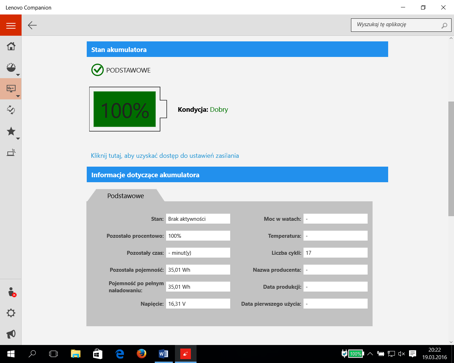 Lenovo Companion
Wyszukaj tę aplikację
Stan akumulatora
PODSTAWOWE
100%
Kondycja: Dobry
Kliknij tutaj, aby uzyskać dostęp do ustawień zasilania
Informacje dotyczące akumulatora
Podstawowe
Stan: Brak aktywności
Moc w watach: -
Pozostało procentowo: 100%
Temperatura: -
Pozostały czas: - minut(y)
Liczba cykli: 17
Pozostała pojemność: 35,01 Wh
Nazwa producenta: -
Pojemność po pełnym
naładowaniu: 35,01 Wh
Data produkcji: -
Napięcie: 16,31 V
Data pierwszego użycia: -
100%
20:22
19.03.2016